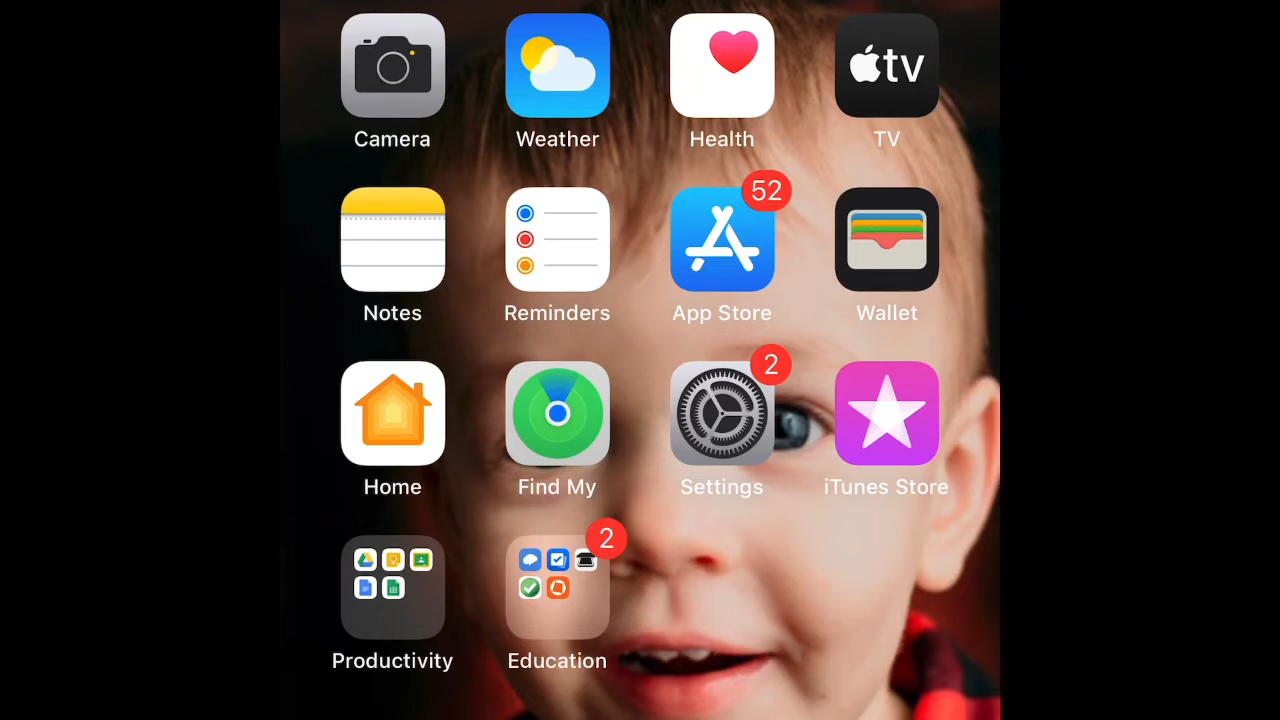 tv
Camera
Weather
Health
TV
52
Notes
Reminders
App Store
Wallet
2
Home
Find My
Settings
iTunes Store
2
Productivity
Education